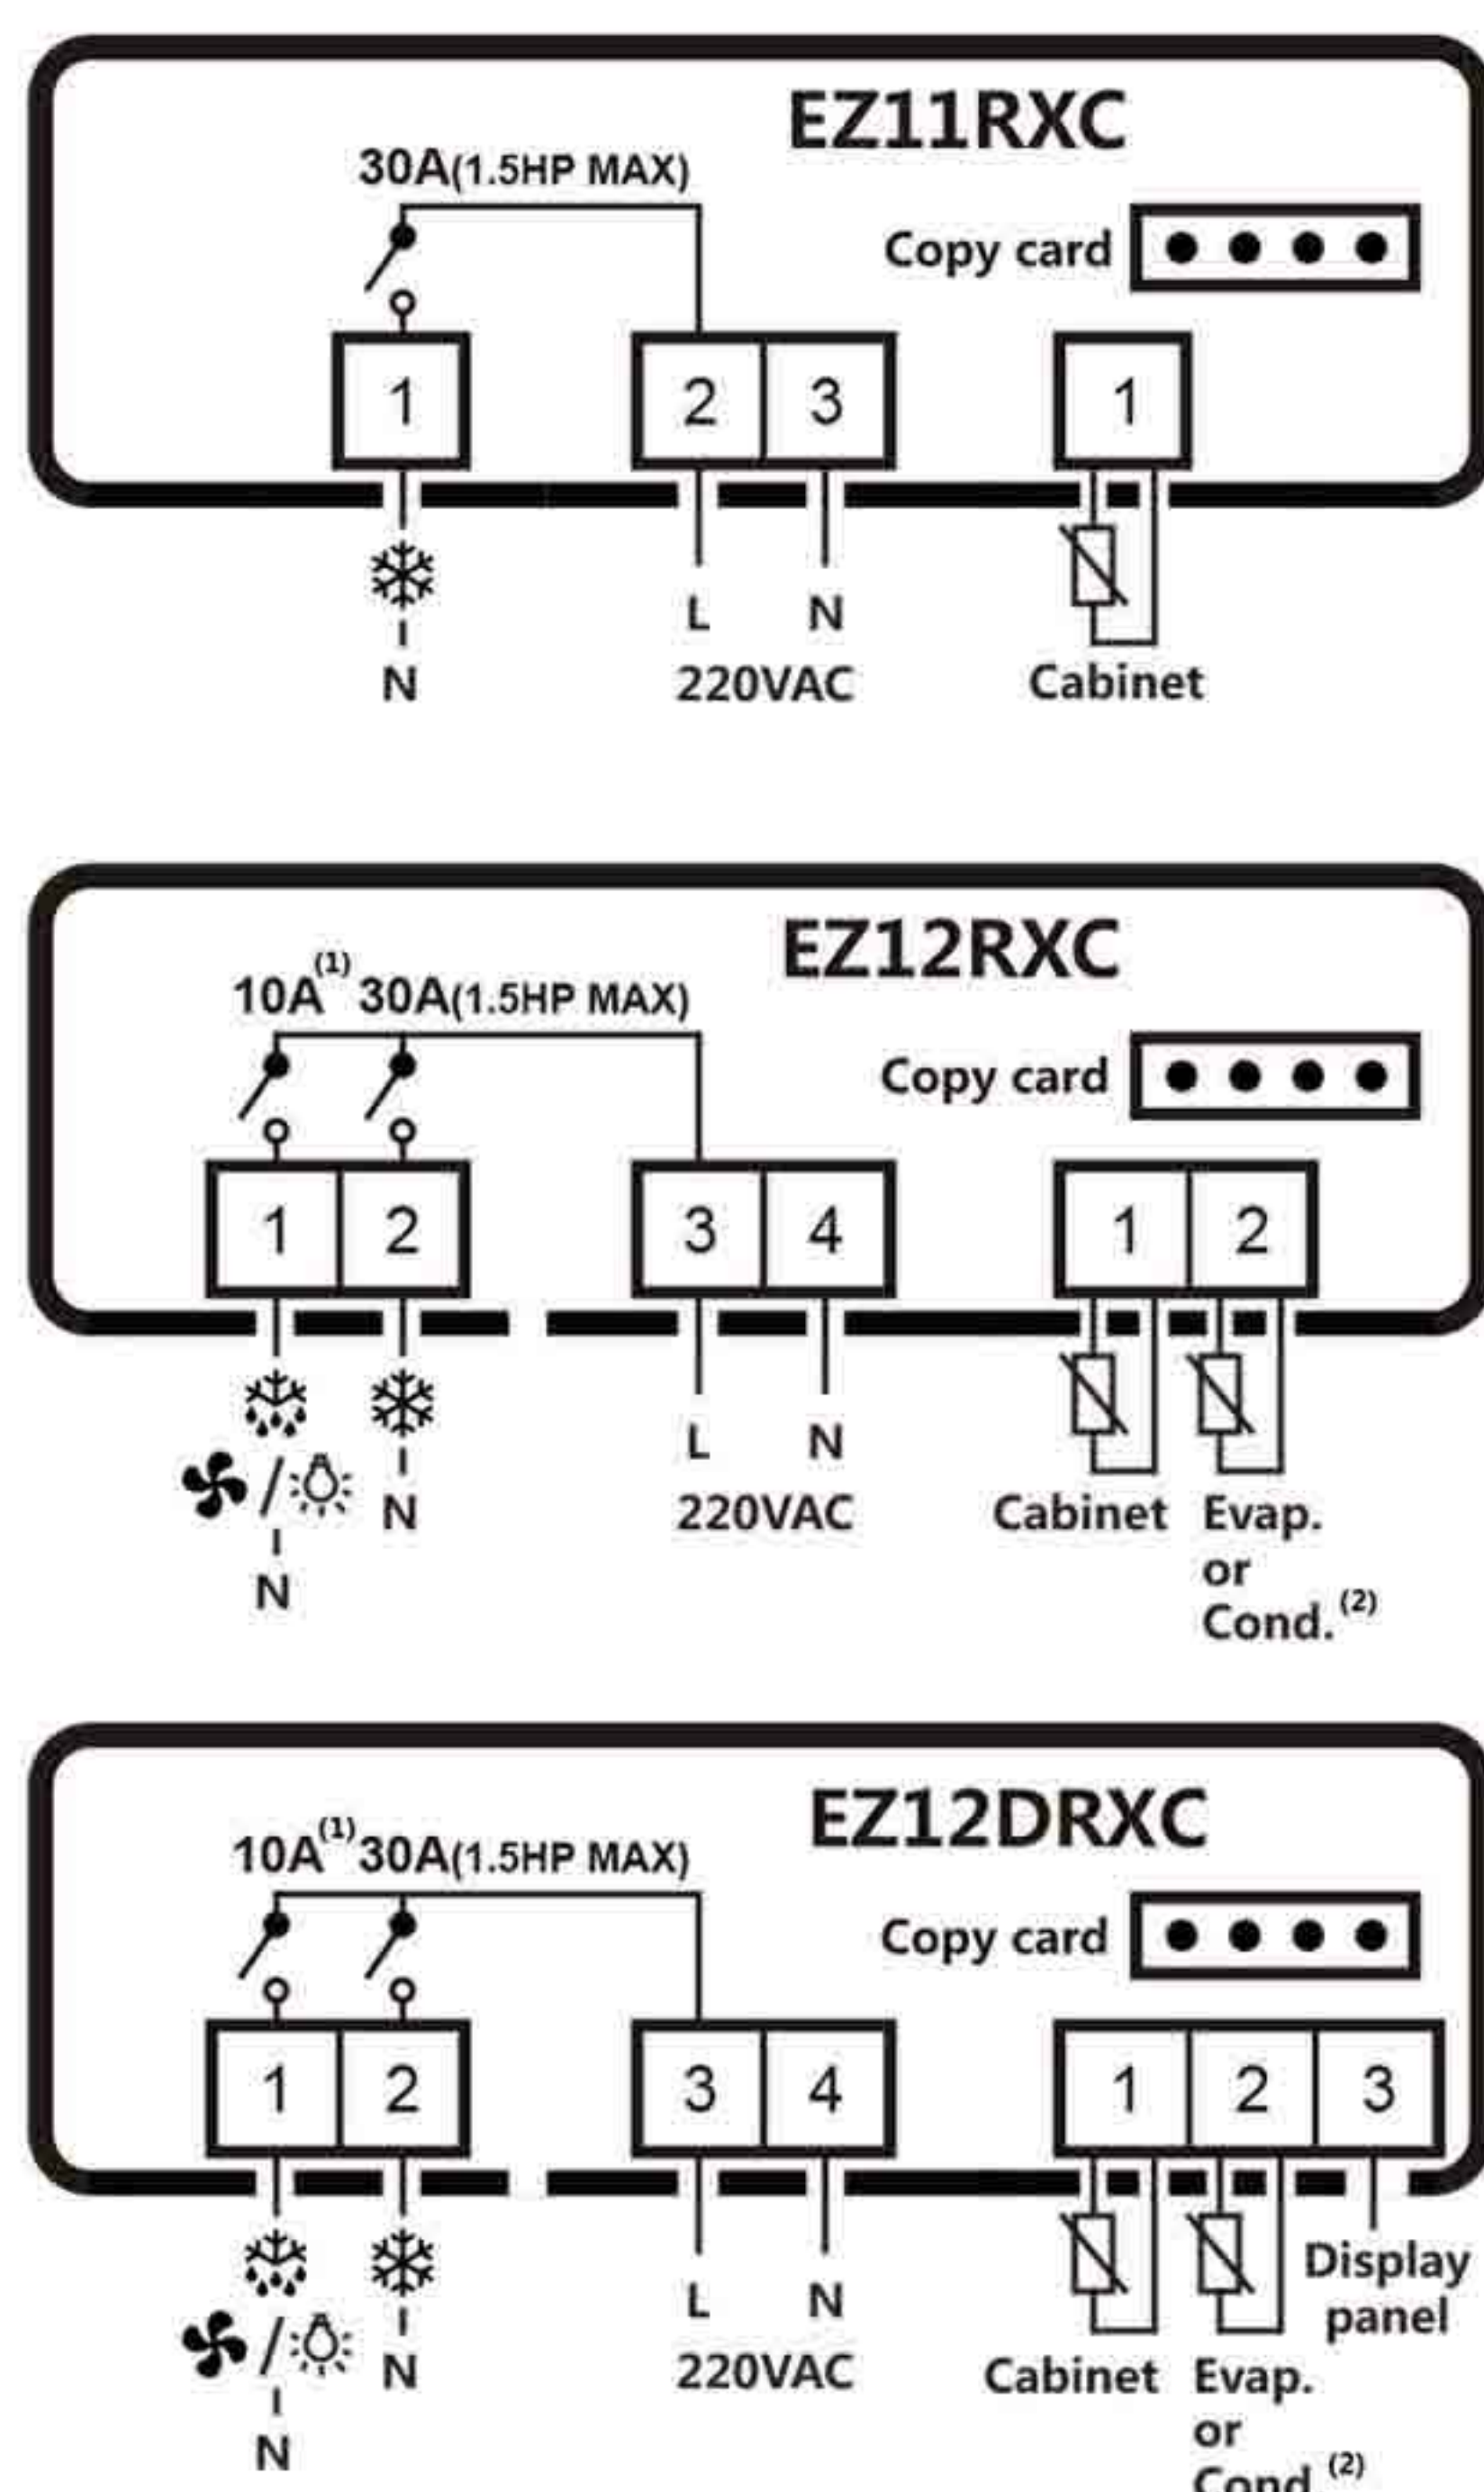 EZ11RXC
30A(1.5HP MAX)
Copy card
1 2 3 1
L N
N 220VAC Cabinet
EZ12RXC
10A(1) 30A(1.5HP MAX)
Copy card
1 2 3 4 1 2
L N
/ N 220VAC Cabinet Evap.
or
N Cond.(2)
EZ12DRXC
10A(1) 30A(1.5HP MAX)
Copy card
1 2 3 4 1 2 3
Display
L N panel
/ N 220VAC Cabinet Evap.
or
N
Cond.(2)